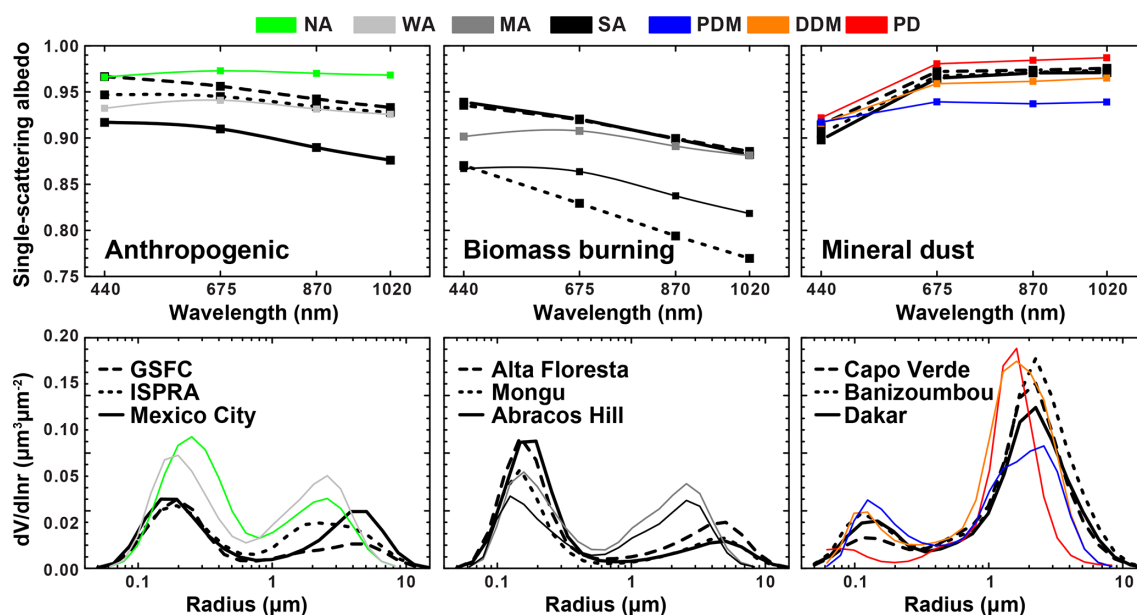 NA WA MA SA PDM DDM PD
Single-scattering albedo
1.00
0.95
0.90
0.85
0.80
0.75
Anthropogenic
Biomass burning
Mineral dust
440 675 870 1020
440 675 870 1020
440 675 870 1020
Wavelength (nm)
Wavelength (nm)
Wavelength (nm)
dV/dlnr (µm³µm⁻²)
0.20
0.15
0.10
0.05
0.02
0.00
GSFC
ISPRA
Mexico City
Alta Floresta
Mongu
Abracos Hill
Capo Verde
Banizoumbou
Dakar
0.1 1 10
0.1 1 10
0.1 1 10
Radius (µm)
Radius (µm)
Radius (µm)